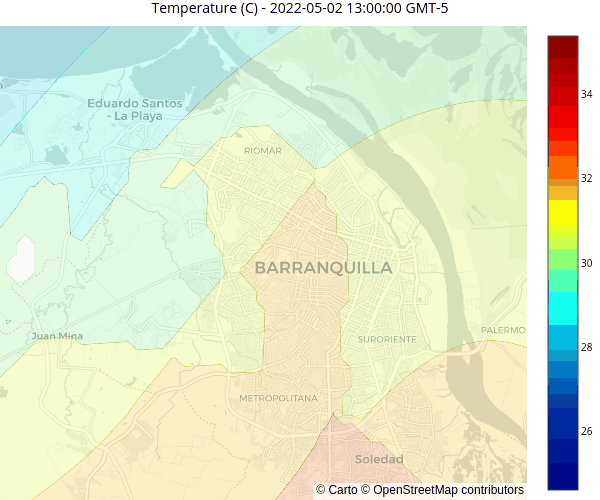 Temperature (C) - 2022-05-02 13:00:00 GMT-5
Eduardo Santos
- La Playa
RIOMAR
BARRANQUILLA
Juan Mina
SURORIENTE
PALERMO
METROPOLITANA
Soledad
© Carto © OpenStreetMap contributors
34
32
30
28
26